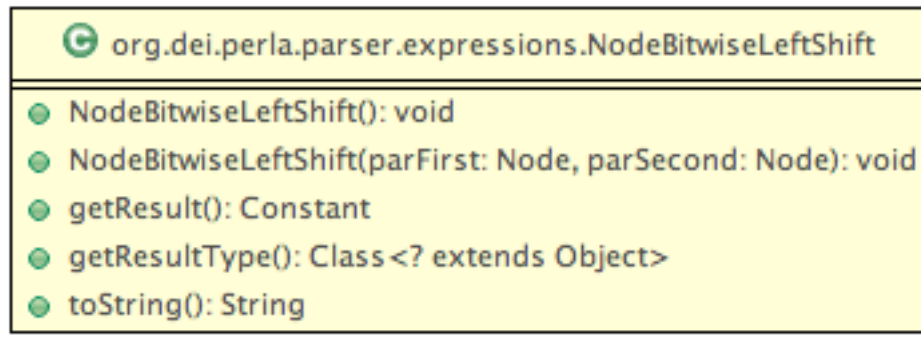 C org.dei.perla.parser.expressions.NodeBitwiseLeftShift
NodeBitwiseLeftShift(): void
NodeBitwiseLeftShift(parFirst: Node, parSecond: Node): void
getResult(): Constant
getResultType(): Class<? extends Object>
toString(): String